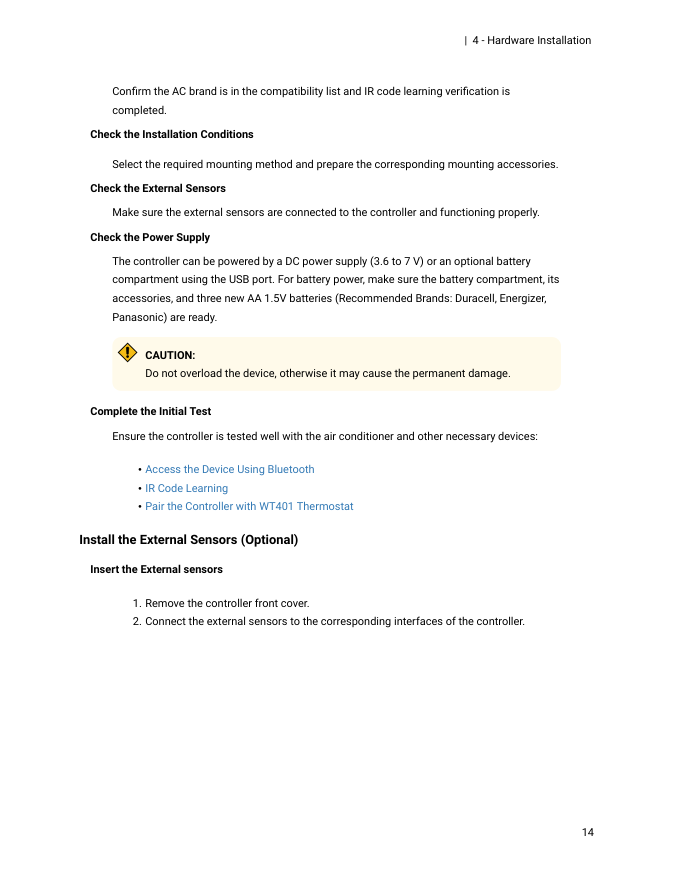 | 4 - Hardware Installation
Confirm the AC brand is in the compatibility list and IR code learning verification is
completed.
Check the Installation Conditions
Select the required mounting method and prepare the corresponding mounting accessories.
Check the External Sensors
Make sure the external sensors are connected to the controller and functioning properly.
Check the Power Supply
The controller can be powered by a DC power supply (3.6 to 7 V) or an optional battery
compartment using the USB port. For battery power, make sure the battery compartment, its
accessories, and three new AA 1.5V batteries (Recommended Brands: Duracell, Energizer,
Panasonic) are ready.
CAUTION:
Do not overload the device, otherwise it may cause the permanent damage.
Complete the Initial Test
Ensure the controller is tested well with the air conditioner and other necessary devices:
• Access the Device Using Bluetooth
• IR Code Learning
• Pair the Controller with WT401 Thermostat
Install the External Sensors (Optional)
Insert the External sensors
1. Remove the controller front cover.
2. Connect the external sensors to the corresponding interfaces of the controller.
14